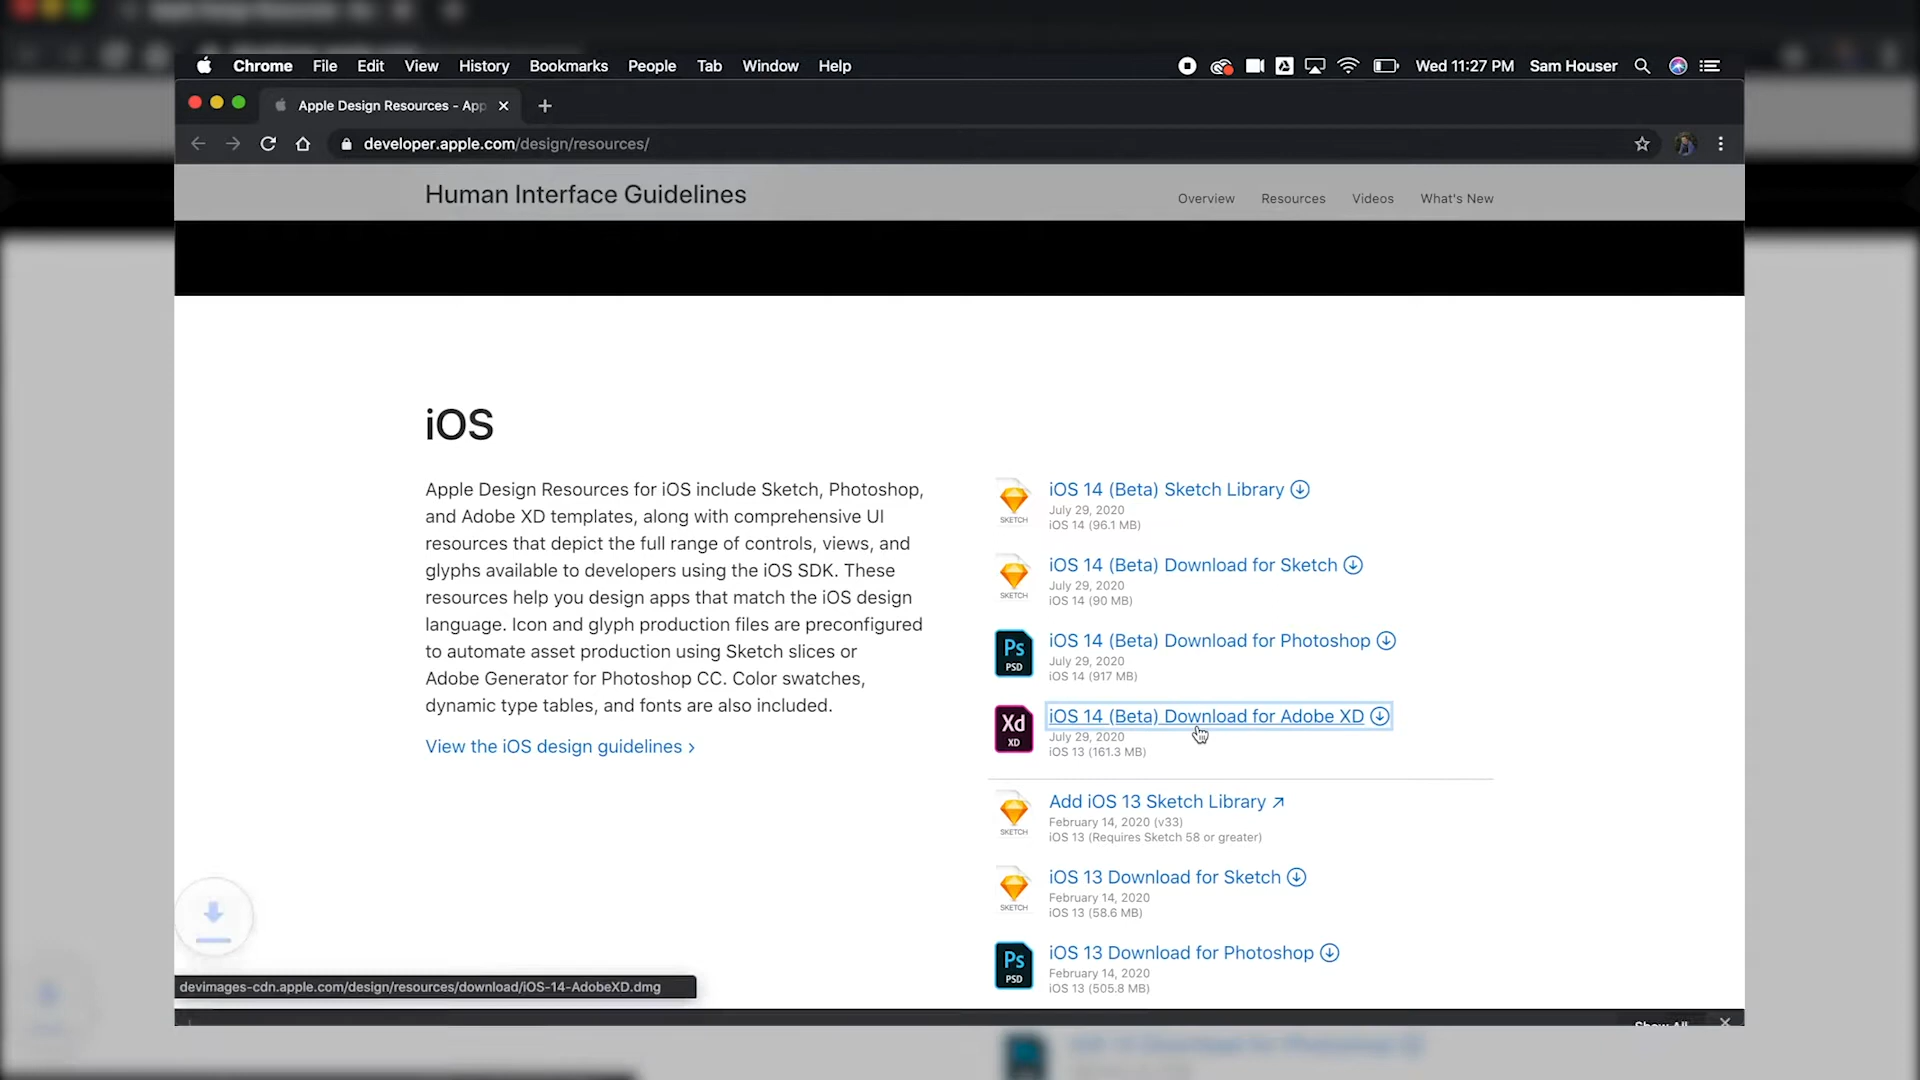 Chrome File Edit View History Bookmarks People Tab Window Help Wed 11:27 PM Sam Houser
Apple Design Resources - App
developer.apple.com/design/resources/
Human Interface Guidelines Overview Resources Videos What's New
iOS
Apple Design Resources for iOS include Sketch, Photoshop,
and Adobe XD templates, along with comprehensive UI
resources that depict the full range of controls, views, and
glyphs available to developers using the iOS SDK. These
resources help you design apps that match the iOS design
language. Icon and glyph production files are preconfigured
to automate asset production using Sketch slices or
Adobe Generator for Photoshop CC. Color swatches,
dynamic type tables, and fonts are also included.
View the iOS design guidelines >
SKETCH
iOS 14 (Beta) Sketch Library
July 29, 2020
iOS 14 (96.1 MB)
SKETCH
iOS 14 (Beta) Download for Sketch
July 29, 2020
iOS 14 (90 MB)
Ps
PSD
iOS 14 (Beta) Download for Photoshop
July 29, 2020
iOS 14 (917 MB)
Xd
XD
iOS 14 (Beta) Download for Adobe XD
July 29, 2020
iOS 13 (161.3 MB)
SKETCH
Add iOS 13 Sketch Library ↗
February 14, 2020 (v33)
iOS 13 (Requires Sketch 58 or greater)
SKETCH
iOS 13 Download for Sketch
February 14, 2020
iOS 13 (58.6 MB)
Ps
PSD
iOS 13 Download for Photoshop
February 14, 2020
iOS 13 (505.8 MB)
devimages-cdn.apple.com/design/resources/download/iOS-14-AdobeXD.dmg
Show All